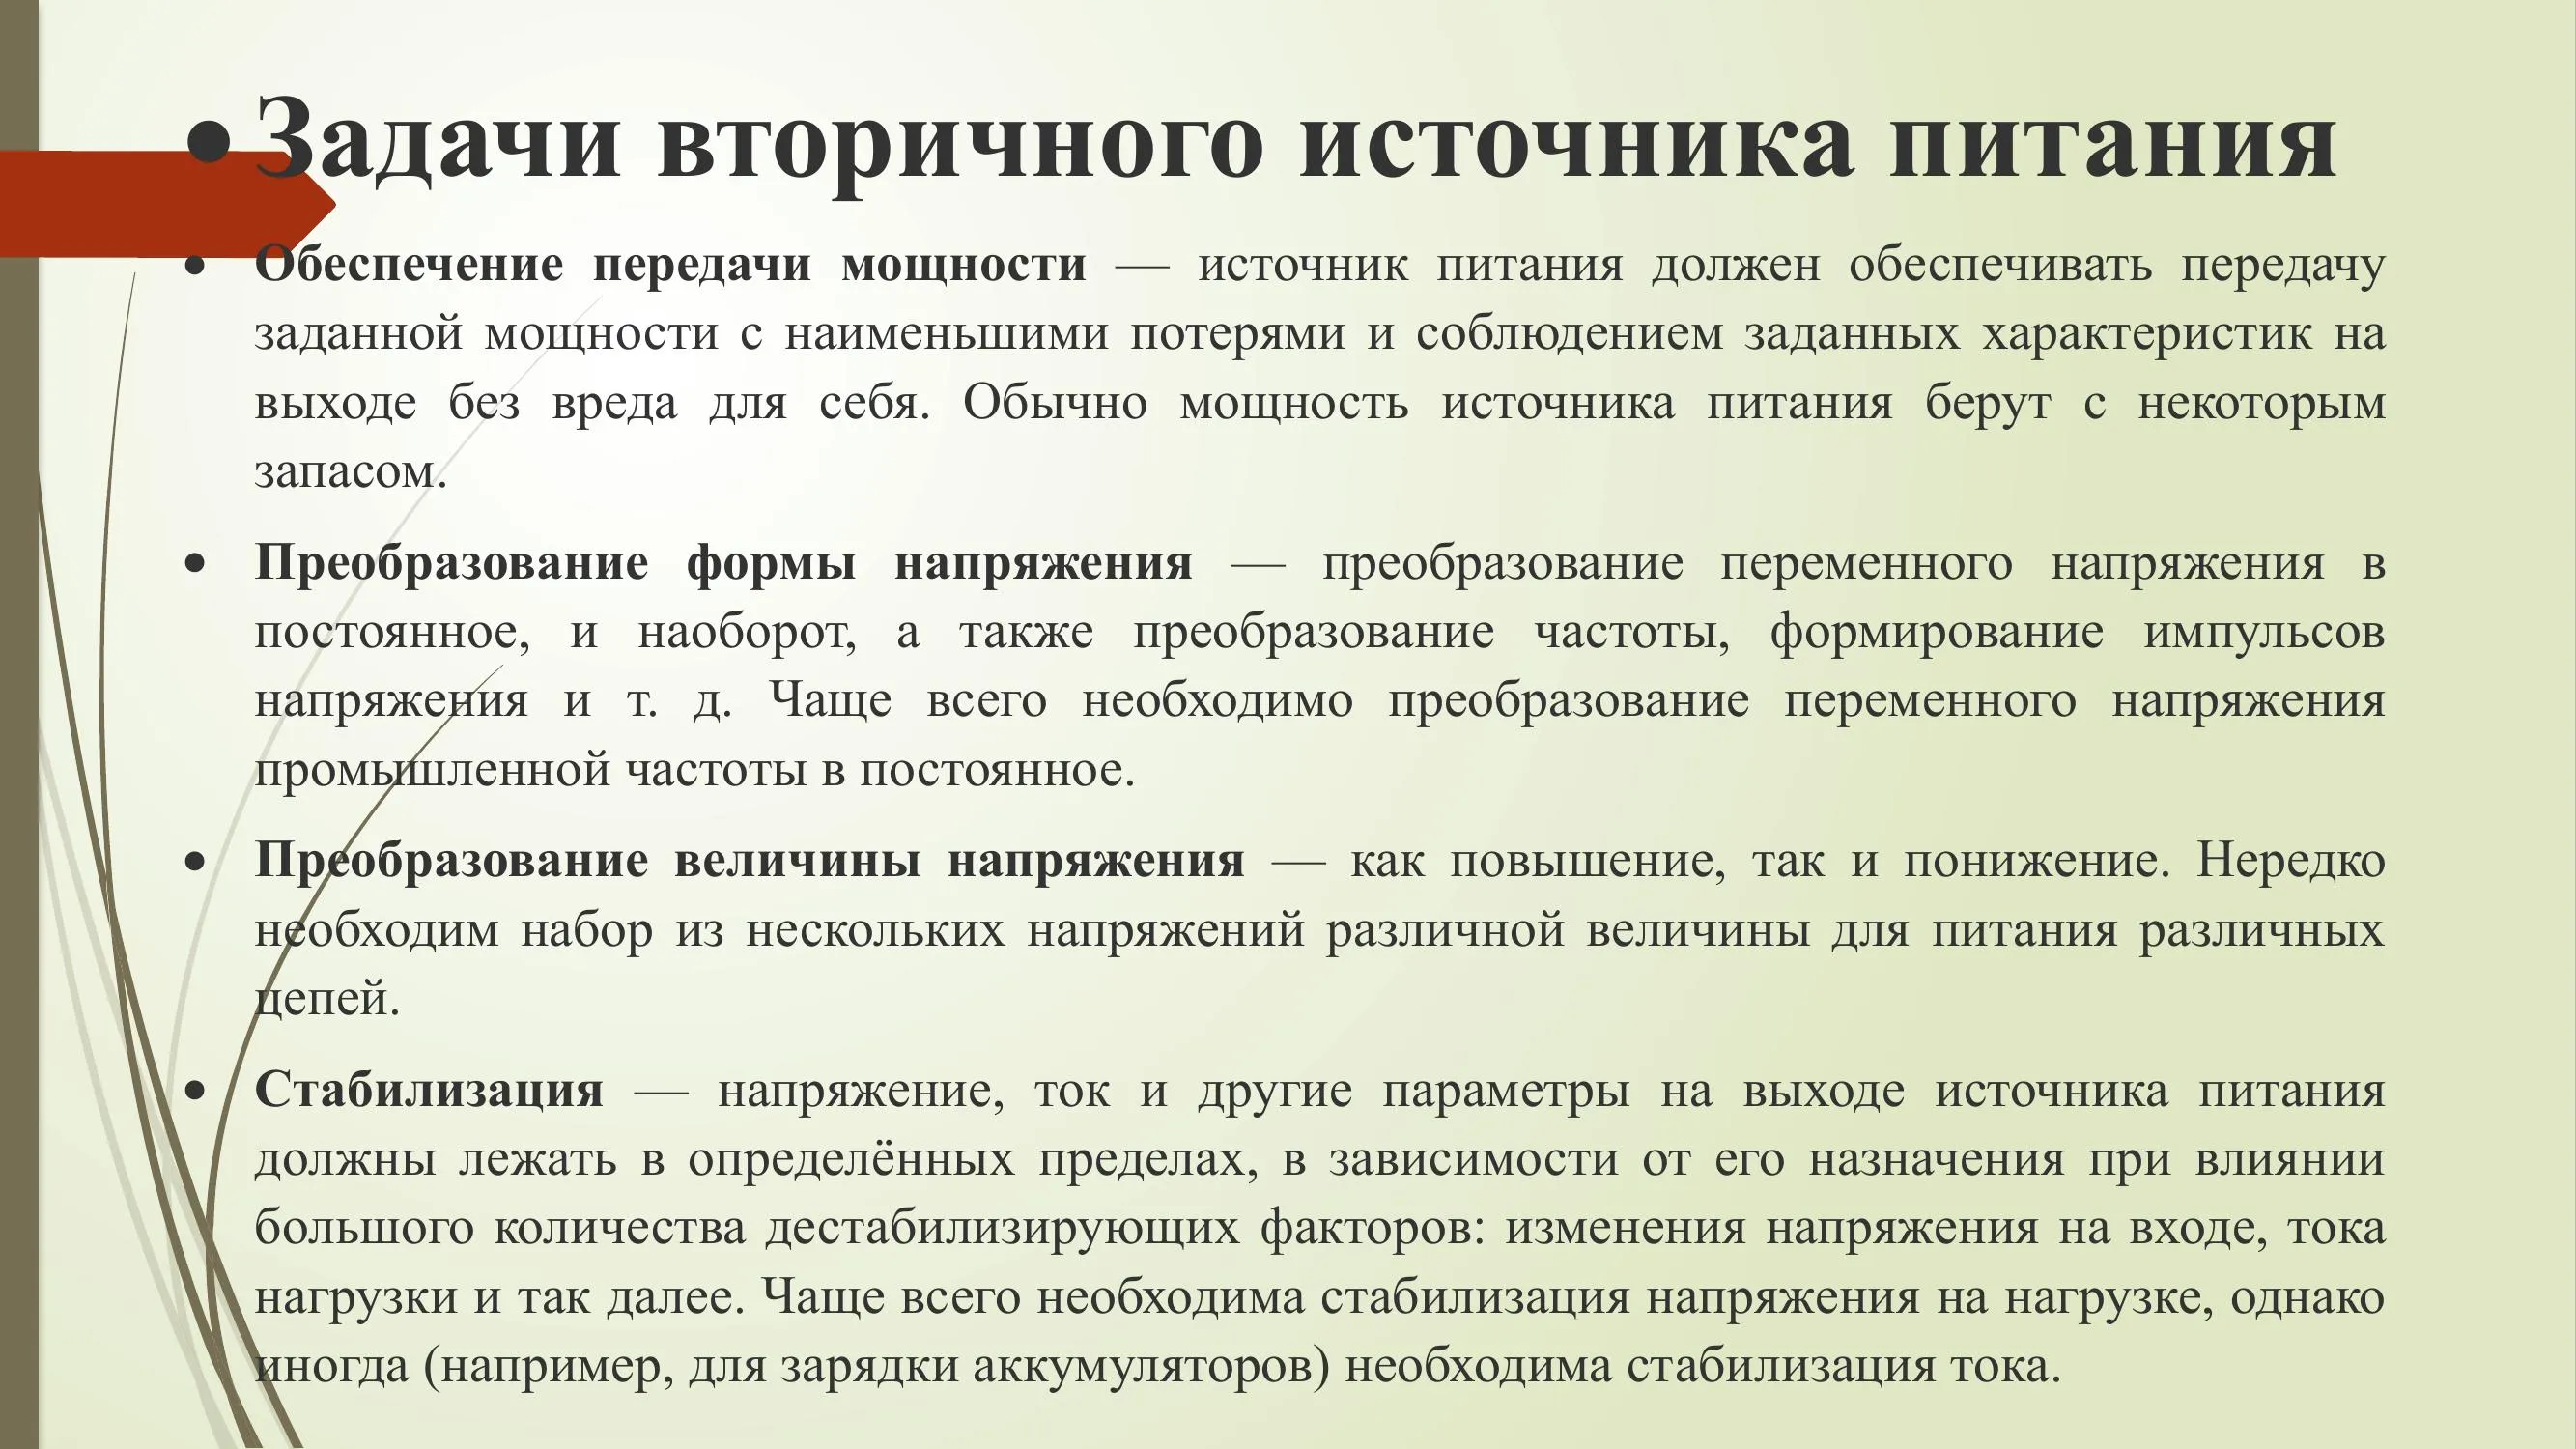 • Задачи вторичного источника питания
• Обеспечение передачи мощности — источник питания должен обеспечивать передачу
заданной мощности с наименьшими потерями и соблюдением заданных характеристик на
выходе без вреда для себя. Обычно мощность источника питания берут с некоторым
запасом.
• Преобразование формы напряжения — преобразование переменного напряжения в
постоянное, и наоборот, а также преобразование частоты, формирование импульсов
напряжения и т. д. Чаще всего необходимо преобразование переменного напряжения
промышленной частоты в постоянное.
• Преобразование величины напряжения — как повышение, так и понижение. Нередко
необходим набор из нескольких напряжений различной величины для питания различных
цепей.
• Стабилизация — напряжение, ток и другие параметры на выходе источника питания
должны лежать в определённых пределах, в зависимости от его назначения при влиянии
большого количества дестабилизирующих факторов: изменения напряжения на входе, тока
нагрузки и так далее. Чаще всего необходима стабилизация напряжения на нагрузке, однако
иногда (например, для зарядки аккумуляторов) необходима стабилизация тока.